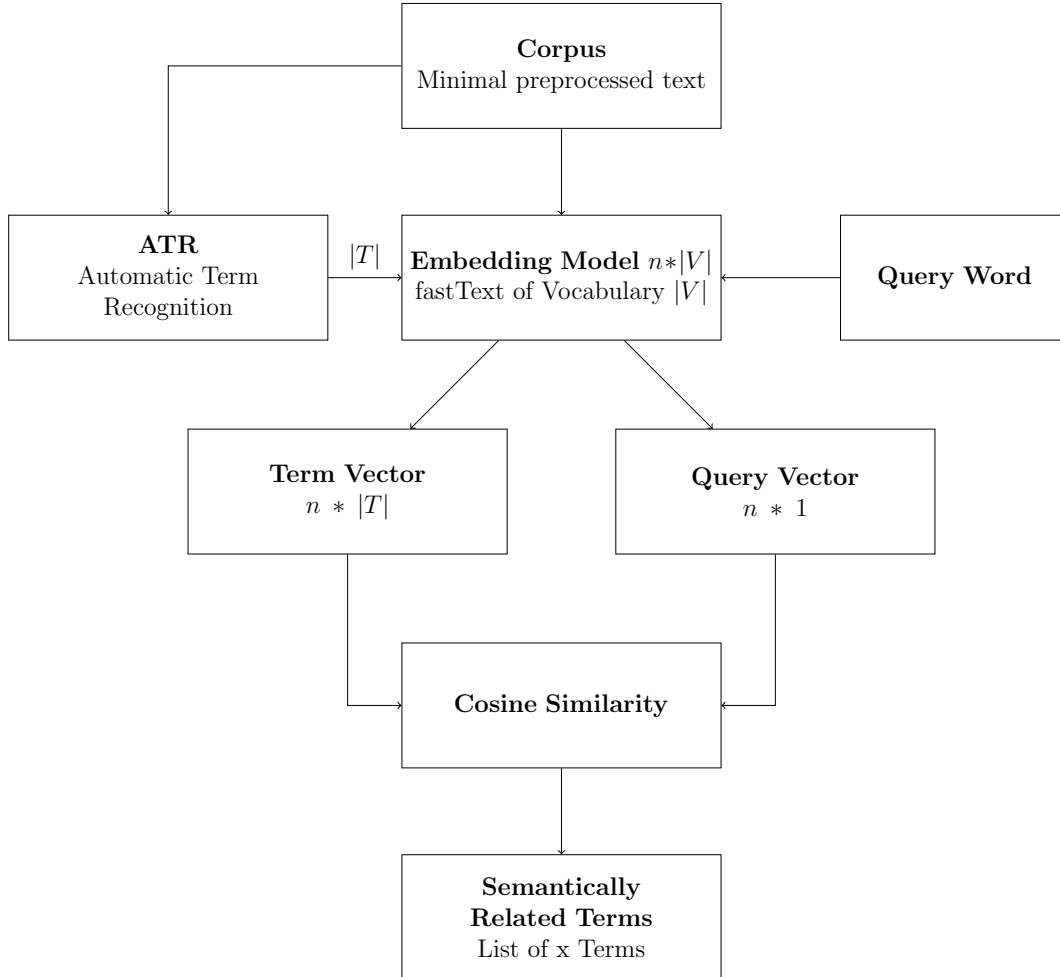 Corpus
Minimal preprocessed text
ATR
Automatic Term
Recognition
|T|
Embedding Model n*|V|
fastText of Vocabulary |V|
Query Word
Term Vector
n * |T|
Query Vector
n * 1
Cosine Similarity
Semantically
Related Terms
List of x Terms